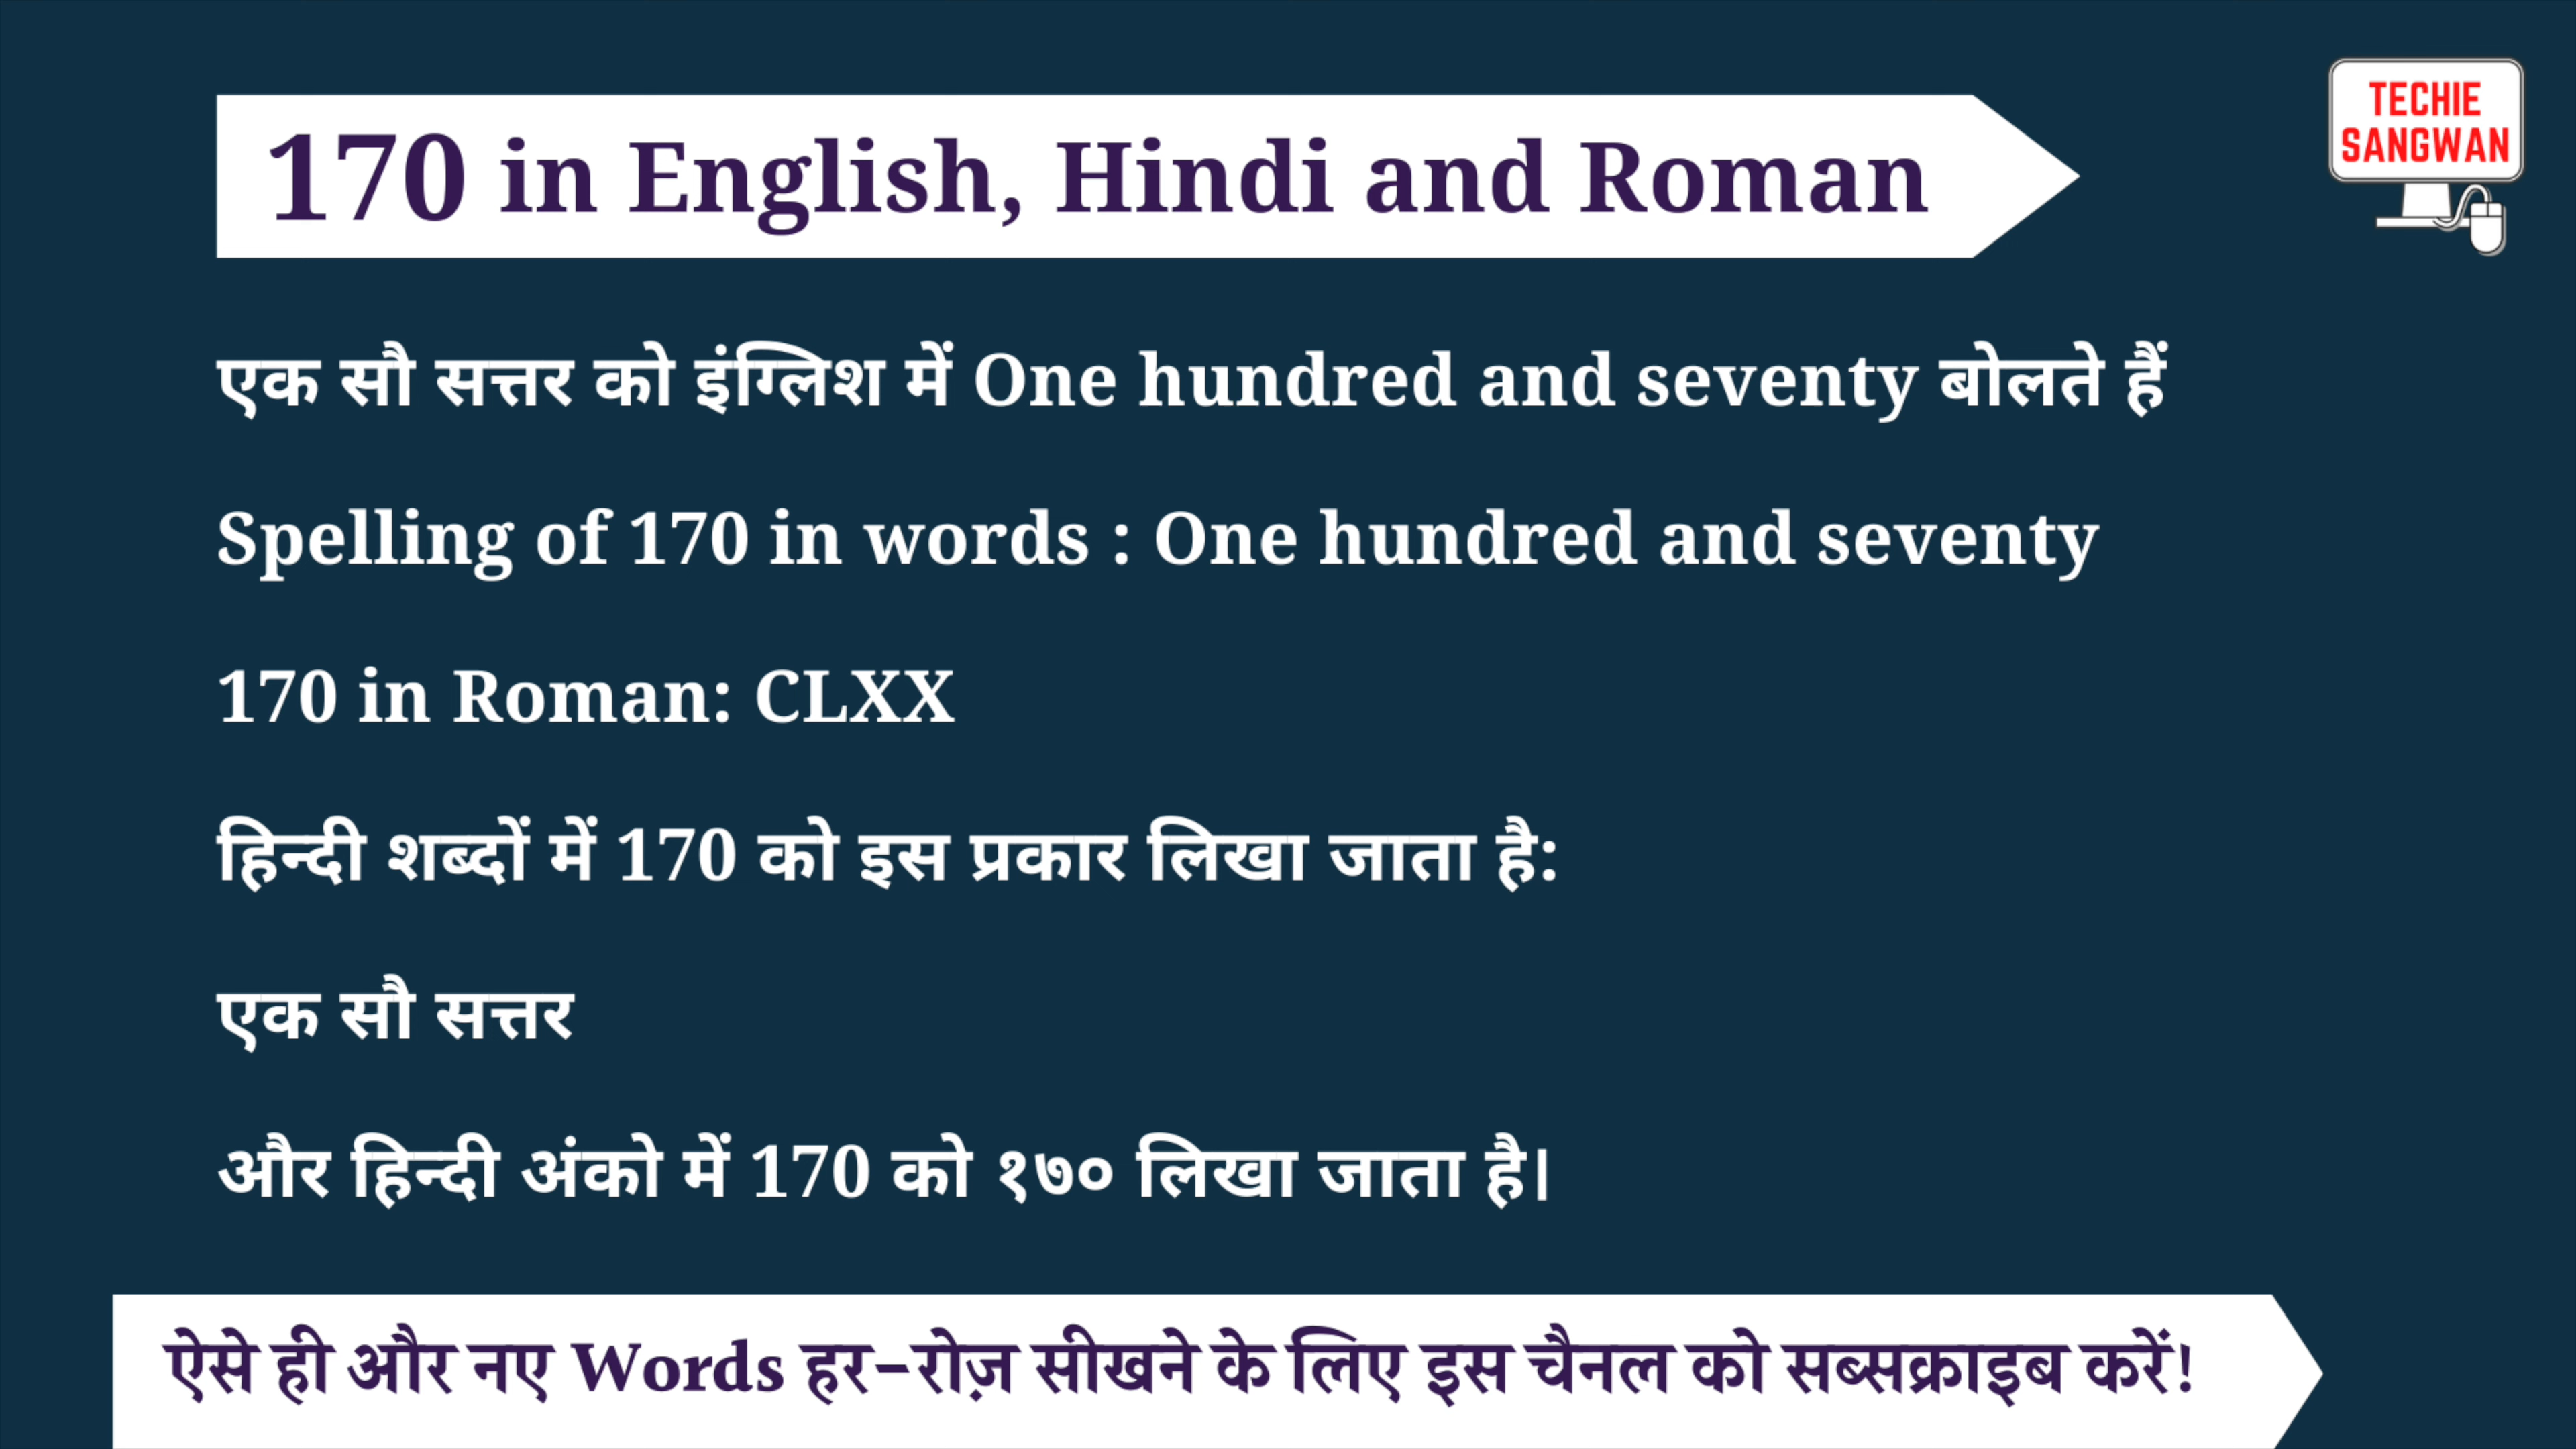 170 in English, Hindi and Roman
TECHIE
SANGWAN
एक सौ सत्तर को इंग्लिश में One hundred and seventy बोलते हैं
Spelling of 170 in words : One hundred and seventy
170 in Roman: CLXX
हिन्दी शब्दों में 170 को इस प्रकार लिखा जाता है:
एक सौ सत्तर
और हिन्दी अंको में 170 को १७० लिखा जाता है।
ऐसे ही और नए Words हर-रोज़ सीखने के लिए इस चैनल को सब्सक्राइब करें!